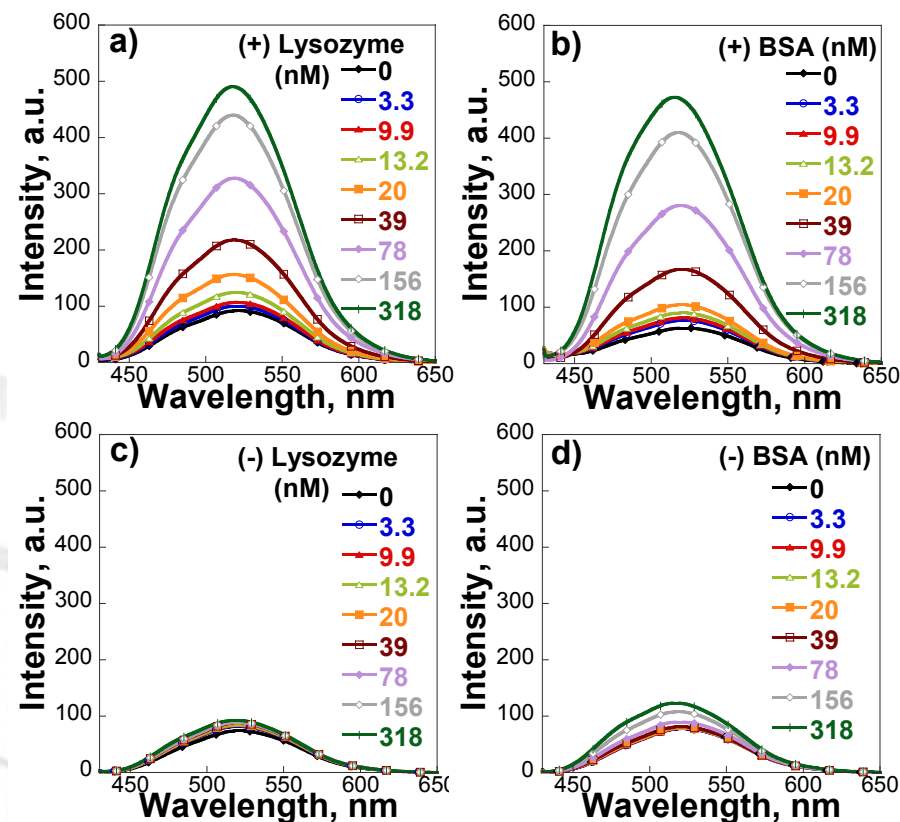 600
500
400
300
200
100
0
Intensity, a.u.
a)
(+) Lysozyme
(nM)
0
3.3
9.9
13.2
20
39
78
156
318
450 500 550 600 650
Wavelength, nm
600
500
400
300
200
100
0
Intensity, a.u.
b)
(+) BSA (nM)
0
3.3
9.9
13.2
20
39
78
156
318
450 500 550 600 650
Wavelength, nm
600
500
400
300
200
100
0
Intensity, a.u.
c)
(-) Lysozyme
(nM)
0
3.3
9.9
13.2
20
39
78
156
318
450 500 550 600 650
Wavelength, nm
600
500
400
300
200
100
0
Intensity, a.u.
d)
(-) BSA (nM)
0
3.3
9.9
13.2
20
39
78
156
318
450 500 550 600 650
Wavelength, nm